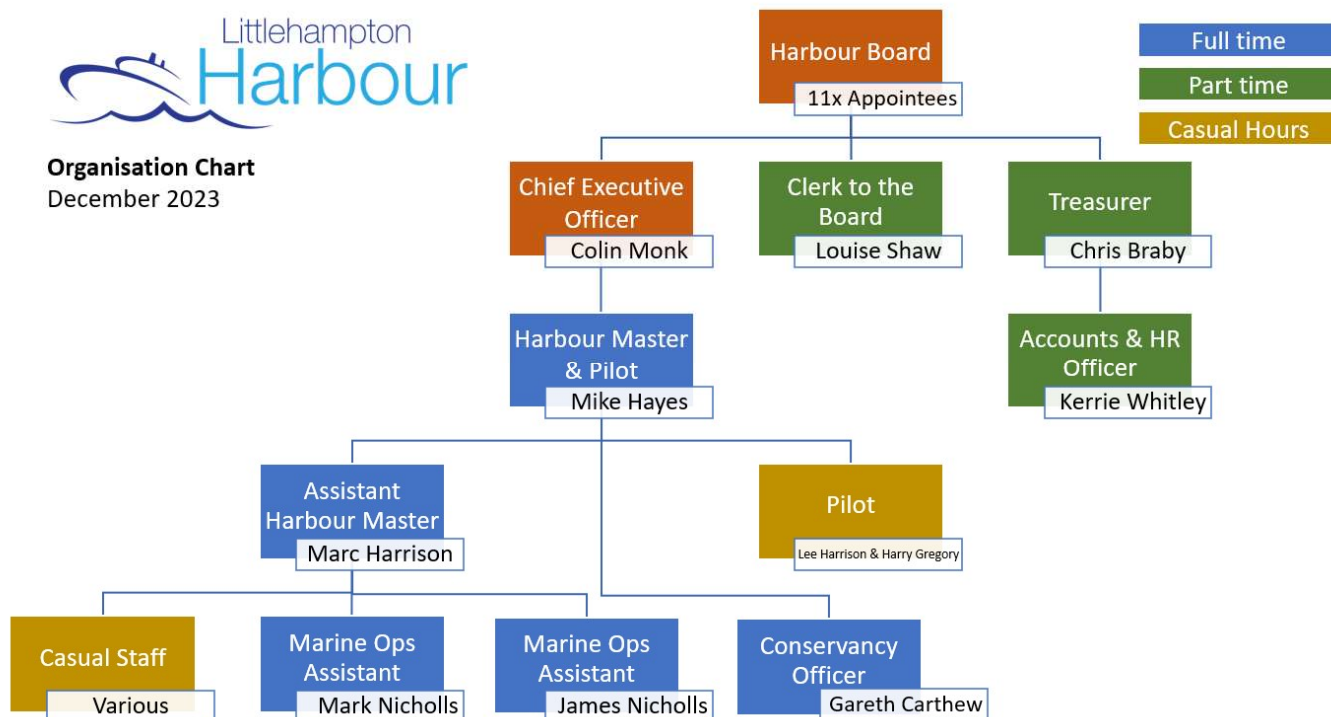 Littlehampton
Harbour
Organisation Chart
December 2023
Harbour Board
11x Appointees
Full time
Part time
Casual Hours
Chief Executive
Officer
Colin Monk
Clerk to the
Board
Louise Shaw
Treasurer
Chris Braby
Harbour Master
& Pilot
Mike Hayes
Accounts & HR
Officer
Kerrie Whitley
Assistant
Harbour Master
Marc Harrison
Pilot
Lee Harrison & Harry Gregory
Casual Staff
Various
Marine Ops
Assistant
Mark Nicholls
Marine Ops
Assistant
James Nicholls
Conservancy
Officer
Gareth Carthew